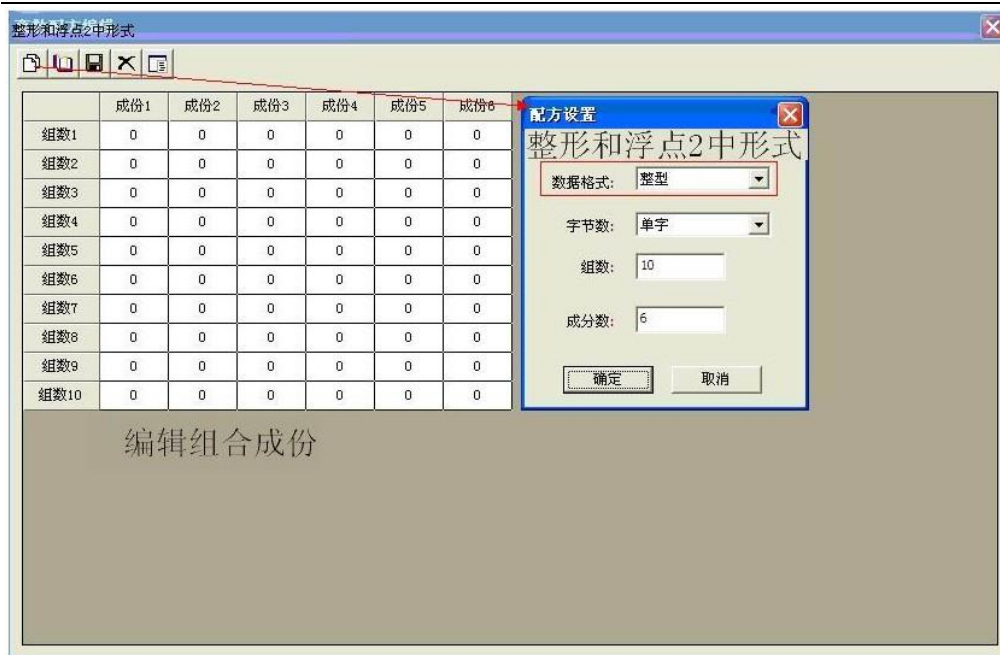 整形和浮点2中形式
成份1 成份2 成份3 成份4 成份5 成份6
组数1 0 0 0 0 0 0
组数2 0 0 0 0 0 0
组数3 0 0 0 0 0 0
组数4 0 0 0 0 0 0
组数5 0 0 0 0 0 0
组数6 0 0 0 0 0 0
组数7 0 0 0 0 0 0
组数8 0 0 0 0 0 0
组数9 0 0 0 0 0 0
组数10 0 0 0 0 0 0
编辑组合成份
配方设置
整形和浮点2中形式
数据格式: 整型
字节数: 单字
组数: 10
成分数: 6
确定 取消